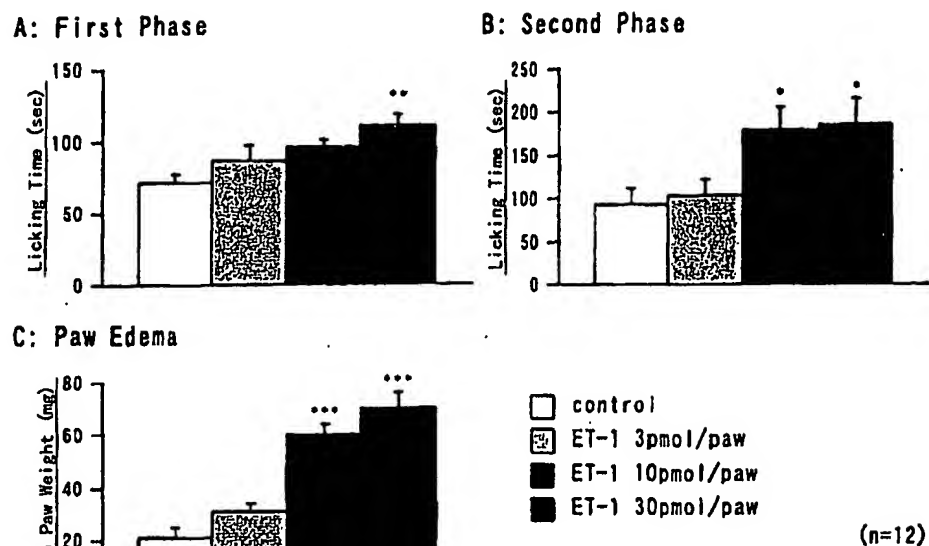 A: First Phase
Licking Time (sec)
150
100
50
0
**
B: Second Phase
Licking Time (sec)
250
200
150
100
50
0
*
*
C: Paw Edema
Paw Weight (mg)
80
60
40
20
***
***
control
ET-1 3pmol/paw
ET-1 10pmol/paw
ET-1 30pmol/paw
(n=12)